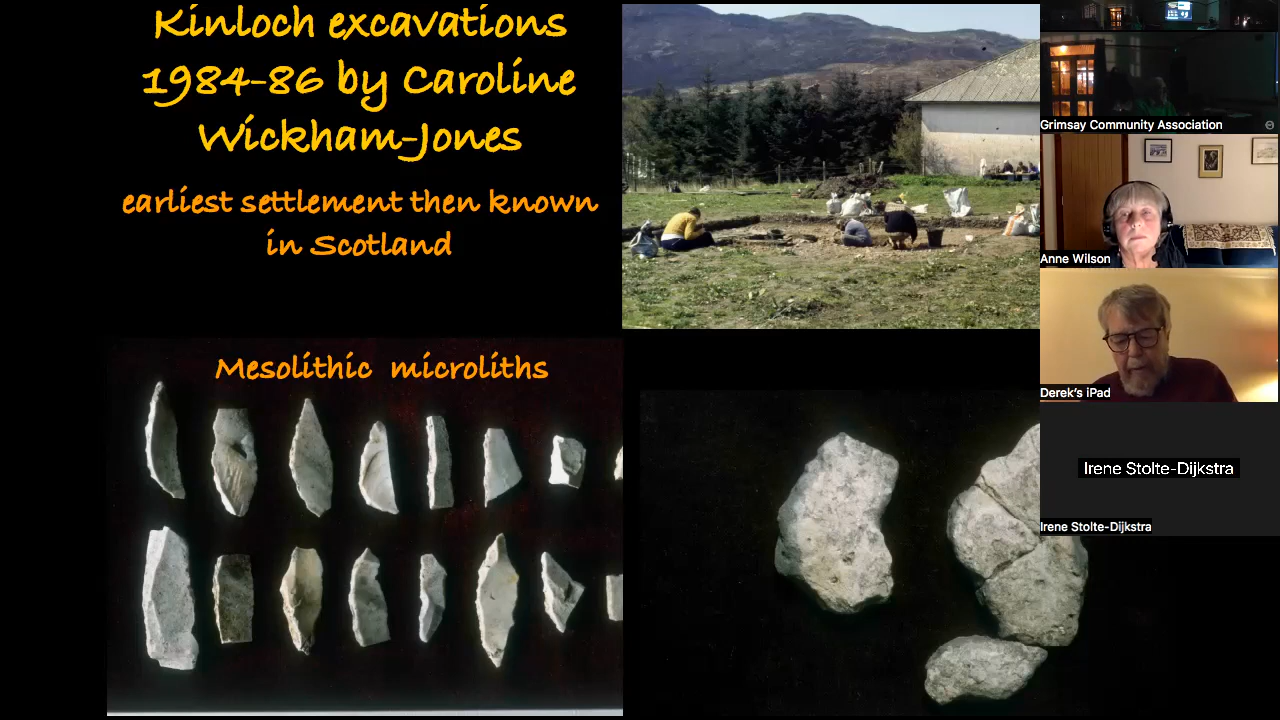 Kinloch excavations
1984-86 by Caroline
Wickham-Jones
earliest settlement then known
in Scotland
Mesolithic microliths
Grimsay Community Association
Anne Wilson
Derek's iPad
Irene Stolte-Dijkstra
Irene Stolte-Dijkstra